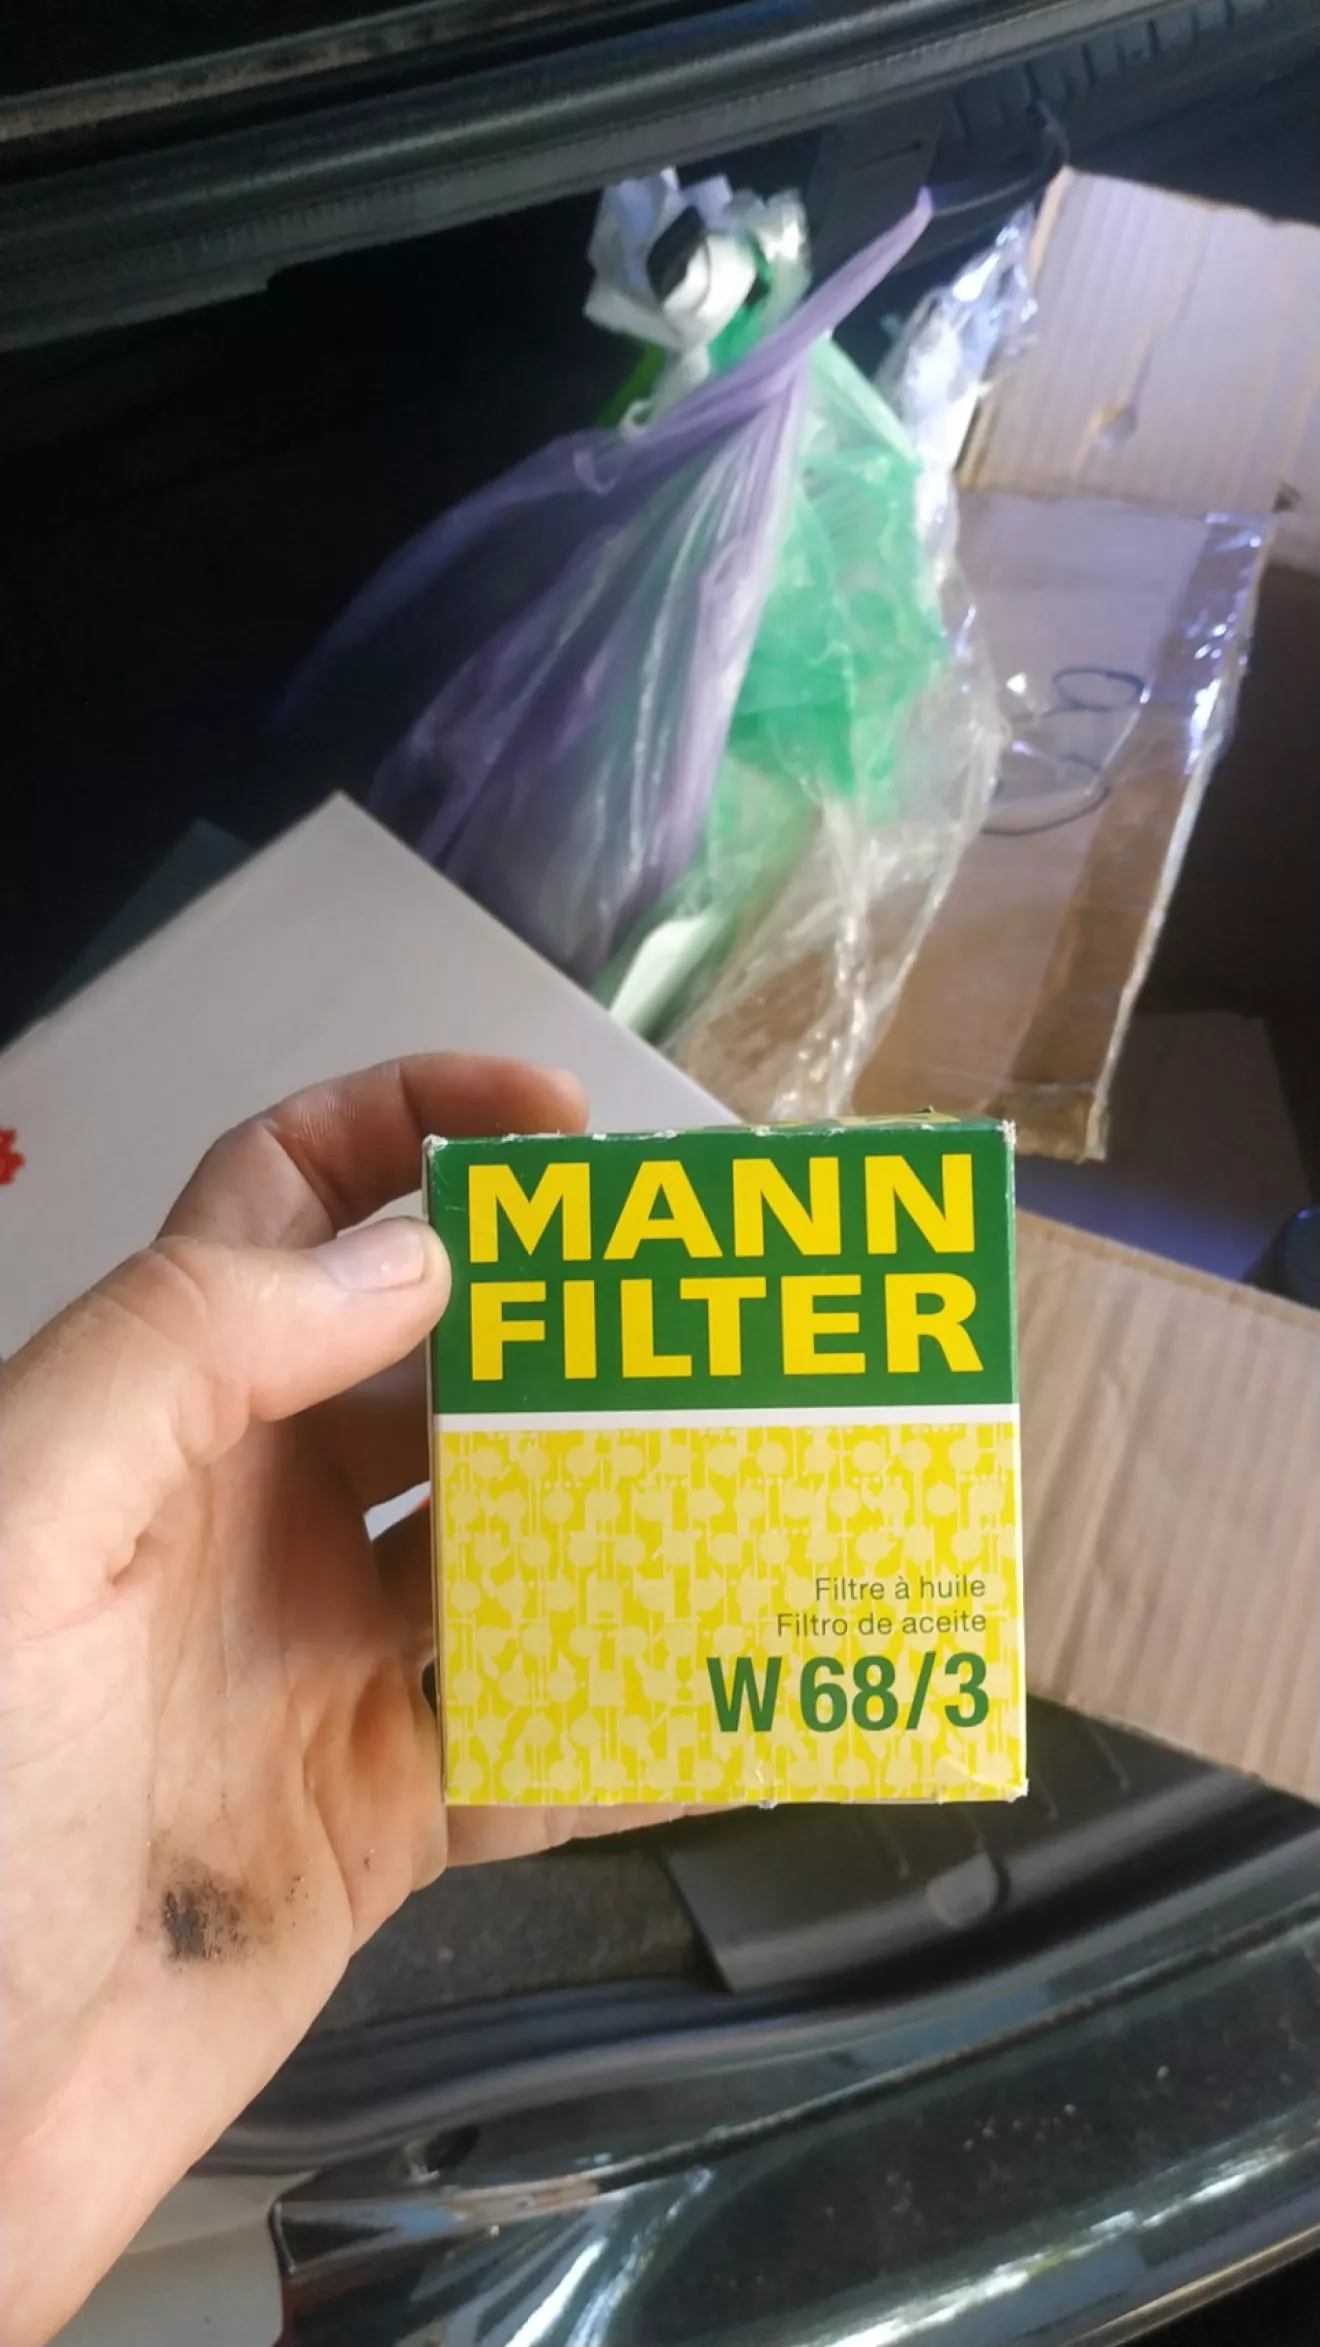 MANN
FILTER
Filtre à huile
Filtro de aceite
W 68/3